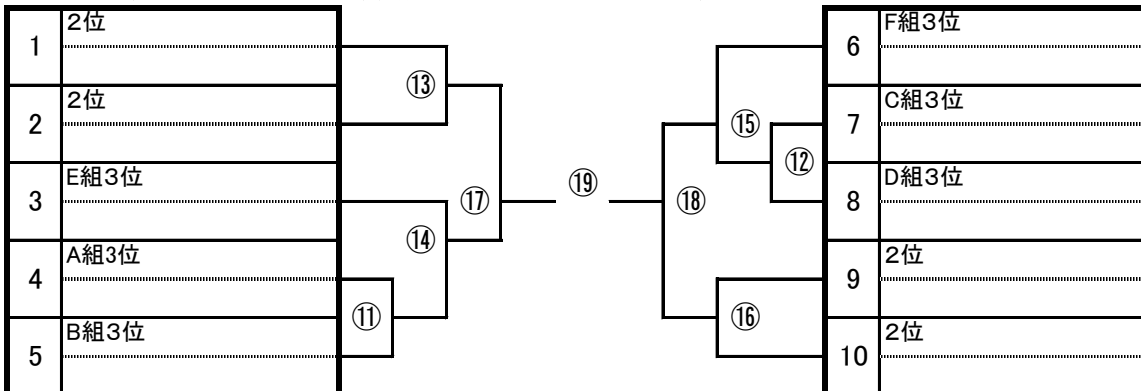 1 2位
2 2位
3 E組3位
4 A組3位
5 B組3位
⑬
⑰
⑭
⑪
⑲
⑮
⑫
⑱
⑯
6 F組3位
7 C組3位
8 D組3位
9 2位
10 2位